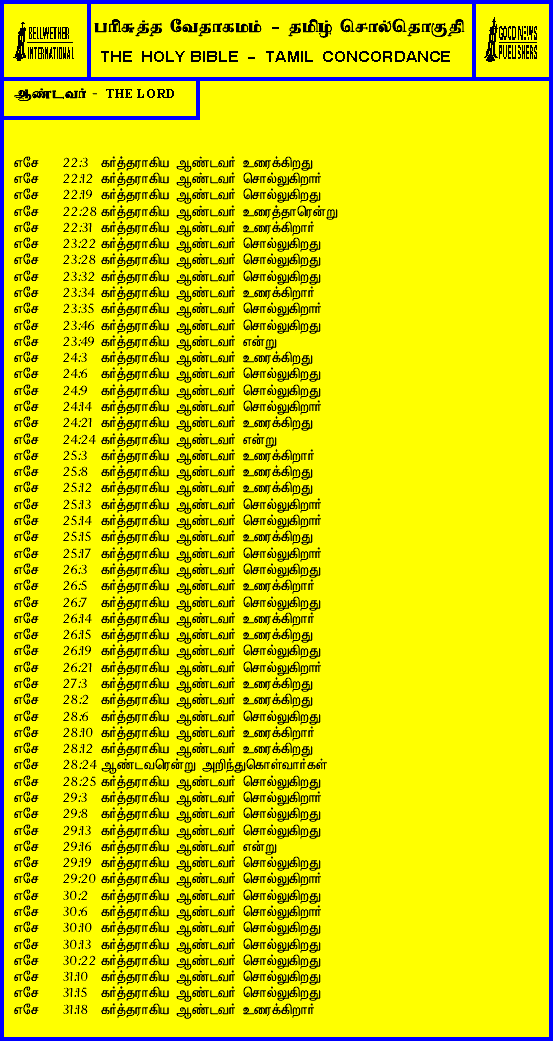 BELLWETHER
INTERNATIONAL
பரிசுத்த வேதாகமம் - தமிழ் சொல்தொகுதி
THE HOLY BIBLE - TAMIL CONCORDANCE
GOOD NEWS
PUBLISHERS
ஆண்டவர் - THE LORD
எசே 22:3 கர்த்தராகிய ஆண்டவர் உரைக்கிறது
எசே 22:12 கர்த்தராகிய ஆண்டவர் சொல்லுகிறார்
எசே 22:19 கர்த்தராகிய ஆண்டவர் சொல்லுகிறது
எசே 22:28 கர்த்தராகிய ஆண்டவர் உரைத்தாரென்று
எசே 22:31 கர்த்தராகிய ஆண்டவர் உரைக்கிறார்
எசே 23:22 கர்த்தராகிய ஆண்டவர் சொல்லுகிறது
எசே 23:28 கர்த்தராகிய ஆண்டவர் சொல்லுகிறது
எசே 23:32 கர்த்தராகிய ஆண்டவர் சொல்லுகிறது
எசே 23:34 கர்த்தராகிய ஆண்டவர் உரைக்கிறார்
எசே 23:35 கர்த்தராகிய ஆண்டவர் சொல்லுகிறார்
எசே 23:46 கர்த்தராகிய ஆண்டவர் சொல்லுகிறது
எசே 23:49 கர்த்தராகிய ஆண்டவர் என்று
எசே 24:3 கர்த்தராகிய ஆண்டவர் உரைக்கிறது
எசே 24:6 கர்த்தராகிய ஆண்டவர் சொல்லுகிறது
எசே 24:9 கர்த்தராகிய ஆண்டவர் சொல்லுகிறது
எசே 24:14 கர்த்தராகிய ஆண்டவர் சொல்லுகிறார்
எசே 24:21 கர்த்தராகிய ஆண்டவர் உரைக்கிறது
எசே 24:24 கர்த்தராகிய ஆண்டவர் என்று
எசே 25:3 கர்த்தராகிய ஆண்டவர் உரைக்கிறார்
எசே 25:8 கர்த்தராகிய ஆண்டவர் உரைக்கிறது
எசே 25:12 கர்த்தராகிய ஆண்டவர் உரைக்கிறது
எசே 25:13 கர்த்தராகிய ஆண்டவர் சொல்லுகிறார்
எசே 25:14 கர்த்தராகிய ஆண்டவர் சொல்லுகிறார்
எசே 25:15 கர்த்தராகிய ஆண்டவர் உரைக்கிறது
எசே 25:17 கர்த்தராகிய ஆண்டவர் சொல்லுகிறார்
எசே 26:3 கர்த்தராகிய ஆண்டவர் சொல்லுகிறது
எசே 26:5 கர்த்தராகிய ஆண்டவர் உரைக்கிறார்
எசே 26:7 கர்த்தராகிய ஆண்டவர் சொல்லுகிறது
எசே 26:14 கர்த்தராகிய ஆண்டவர் உரைக்கிறார்
எசே 26:15 கர்த்தராகிய ஆண்டவர் உரைக்கிறது
எசே 26:19 கர்த்தராகிய ஆண்டவர் சொல்லுகிறது
எசே 26:21 கர்த்தராகிய ஆண்டவர் சொல்லுகிறார்
எசே 27:3 கர்த்தராகிய ஆண்டவர் உரைக்கிறது
எசே 28:2 கர்த்தராகிய ஆண்டவர் உரைக்கிறது
எசே 28:6 கர்த்தராகிய ஆண்டவர் சொல்லுகிறது
எசே 28:10 கர்த்தராகிய ஆண்டவர் உரைக்கிறார்
எசே 28:12 கர்த்தராகிய ஆண்டவர் உரைக்கிறது
எசே 28:24 ஆண்டவரென்று அறிந்துகொள்வார்கள்
எசே 28:25 கர்த்தராகிய ஆண்டவர் சொல்லுகிறது
எசே 29:3 கர்த்தராகிய ஆண்டவர் சொல்லுகிறார்
எசே 29:8 கர்த்தராகிய ஆண்டவர் சொல்லுகிறது
எசே 29:13 கர்த்தராகிய ஆண்டவர் சொல்லுகிறது
எசே 29:16 கர்த்தராகிய ஆண்டவர் என்று
எசே 29:19 கர்த்தராகிய ஆண்டவர் சொல்லுகிறது
எசே 29:20 கர்த்தராகிய ஆண்டவர் சொல்லுகிறார்
எசே 30:2 கர்த்தராகிய ஆண்டவர் சொல்லுகிறது
எசே 30:6 கர்த்தராகிய ஆண்டவர் சொல்லுகிறார்
எசே 30:10 கர்த்தராகிய ஆண்டவர் சொல்லுகிறது
எசே 30:13 கர்த்தராகிய ஆண்டவர் சொல்லுகிறது
எசே 30:22 கர்த்தராகிய ஆண்டவர் சொல்லுகிறது
எசே 31:10 கர்த்தராகிய ஆண்டவர் சொல்லுகிறது
எசே 31:15 கர்த்தராகிய ஆண்டவர் சொல்லுகிறது
எசே 31:18 கர்த்தராகிய ஆண்டவர் உரைக்கிறார்